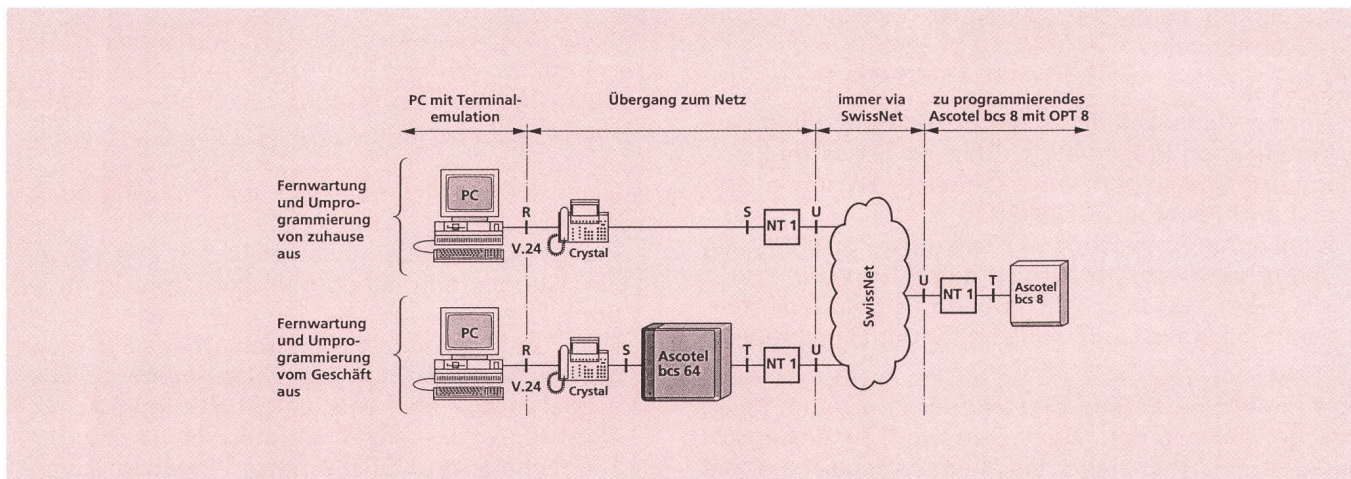 PC mit Terminal-
emulation
Übergang zum Netz
immer via
SwissNet
zu programmierendes
Ascotel bcs 8 mit OPT 8
Fernwartung
und Umpro-
grammierung
von zuhause
aus
PC
R
V.24
Crystal
S
NT 1
U
SwissNet
U
NT 1
T
Ascotel
bcs 8
Fernwartung
und Umpro-
grammierung
vom Geschäft
aus
PC
R
V.24
Crystal
S
Ascotel
bcs 64
T
NT 1
U